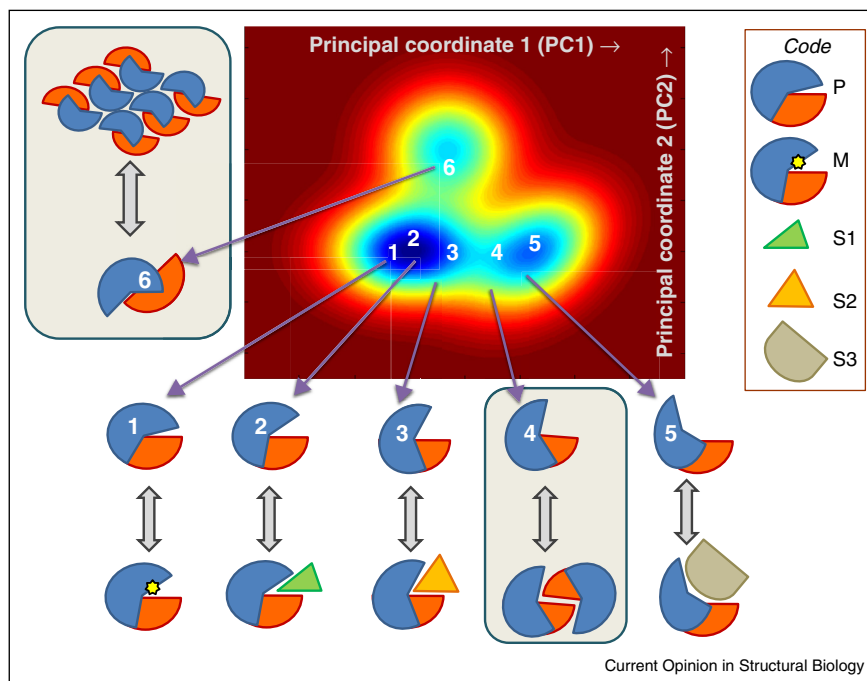 Principal coordinate 1 (PC1) →
Principal coordinate 2 (PC2) →
Code
P
M
S1
S2
S3
6
1
2
3
4
5
6
1
2
3
4
5
Current Opinion in Structural Biology